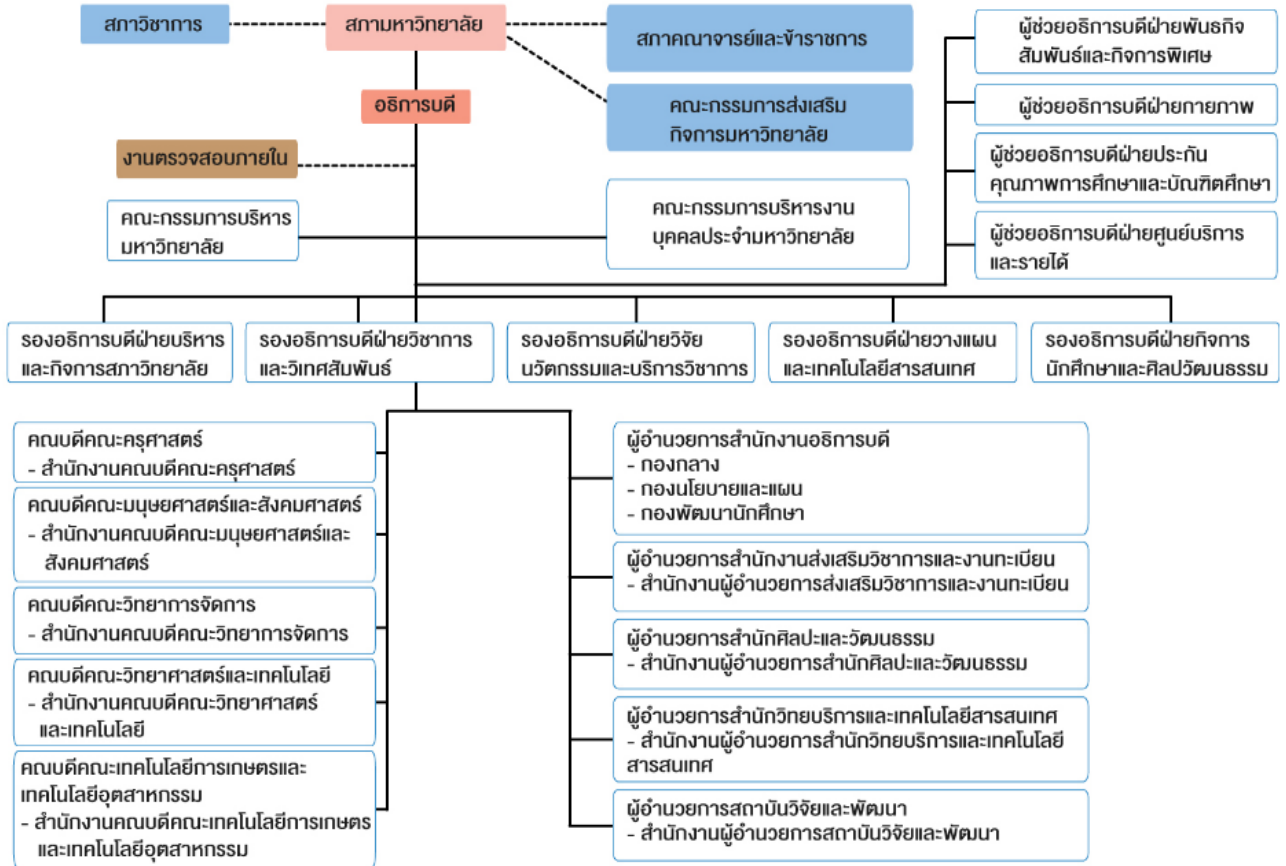 สภาวิชาการ
สภามหาวิทยาลัย
สภาคณาจารย์และข้าราชการ
อธิการบดี
คณะกรรมการส่งเสริม
กิจการมหาวิทยาลัย
งานตรวจสอบภายใน
คณะกรรมการบริหาร
มหาวิทยาลัย
คณะกรรมการบริหารงาน
บุคคลประจำมหาวิทยาลัย
ผู้ช่วยอธิการบดีฝ่ายพันธกิจ
สัมพันธ์และกิจการพิเศษ
ผู้ช่วยอธิการบดีฝ่ายกายภาพ
ผู้ช่วยอธิการบดีฝ่ายประกัน
คุณภาพการศึกษาและบัณฑิตศึกษา
ผู้ช่วยอธิการบดีฝ่ายศูนย์บริการ
และรายได้
รองอธิการบดีฝ่ายบริหาร
และกิจการสภาวิทยาลัย
รองอธิการบดีฝ่ายวิชาการ
และวิเทศสัมพันธ์
รองอธิการบดีฝ่ายวิจัย
นวัตกรรมและบริการวิชาการ
รองอธิการบดีฝ่ายวางแผน
และเทคโนโลยีสารสนเทศ
รองอธิการบดีฝ่ายกิจการ
นักศึกษาและศิลปวัฒนธรรม
คณบดีคณะครุศาสตร์
- สำนักงานคณบดีคณะครุศาสตร์
คณบดีคณะมนุษยศาสตร์และสังคมศาสตร์
- สำนักงานคณบดีคณะมนุษยศาสตร์และ
สังคมศาสตร์
คณบดีคณะวิทยาการจัดการ
- สำนักงานคณบดีคณะวิทยาการจัดการ
คณบดีคณะวิทยาศาสตร์และเทคโนโลยี
- สำนักงานคณบดีคณะวิทยาศาสตร์
และเทคโนโลยี
คณบดีคณะเทคโนโลยีการเกษตรและ
เทคโนโลยีอุตสาหกรรม
- สำนักงานคณบดีคณะเทคโนโลยีการเกษตร
และเทคโนโลยีอุตสาหกรรม
ผู้อำนวยการสำนักงานอธิการบดี
- กองกลาง
- กองนโยบายและแผน
- กองพัฒนานักศึกษา
ผู้อำนวยการสำนักงานส่งเสริมวิชาการและงานทะเบียน
- สำนักงานผู้อำนวยการส่งเสริมวิชาการและงานทะเบียน
ผู้อำนวยการสำนักศิลปะและวัฒนธรรม
- สำนักงานผู้อำนวยการสำนักศิลปะและวัฒนธรรม
ผู้อำนวยการสำนักวิทยบริการและเทคโนโลยีสารสนเทศ
- สำนักงานผู้อำนวยการสำนักวิทยบริการและเทคโนโลยี
สารสนเทศ
ผู้อำนวยการสถาบันวิจัยและพัฒนา
- สำนักงานผู้อำนวยการสถาบันวิจัยและพัฒนา